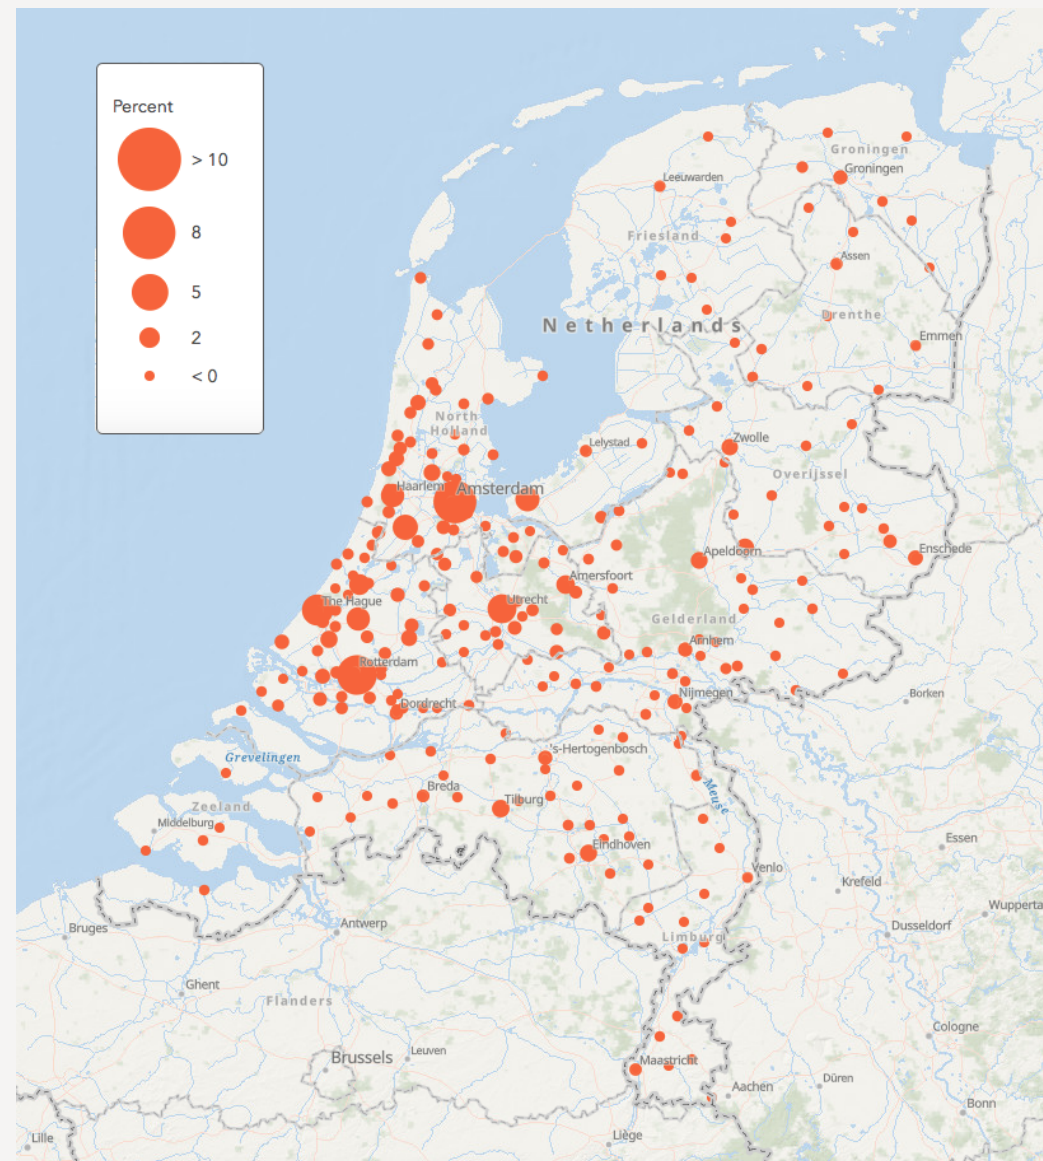 Percent
> 10
8
5
2
< 0
Groningen
Groningen
Leeuwarden
Friesland
Assen
Netherlands
Drenthe
Emmen
North
Holland
Lelystad
Zwolle
Overijssel
Haarlem
Amsterdam
Apeldoorn
Enschede
Amersfoort
The Hague
Utrecht
Gelderland
Arnhem
Rotterdam
Borken
Nijmegen
Dordrecht
's-Hertogenbosch
Grevelingen
Meuse
Breda
Tilburg
Zeeland
Middelburg
Eindhoven
Essen
Venlo
Krefeld
Wupperta
Bruges
Antwerp
Dusseldorf
Limburg
Ghent
Flanders
Cologne
Brussels
Leuven
Maastricht
Düren
Aachen
Bonn
Lille
Liège